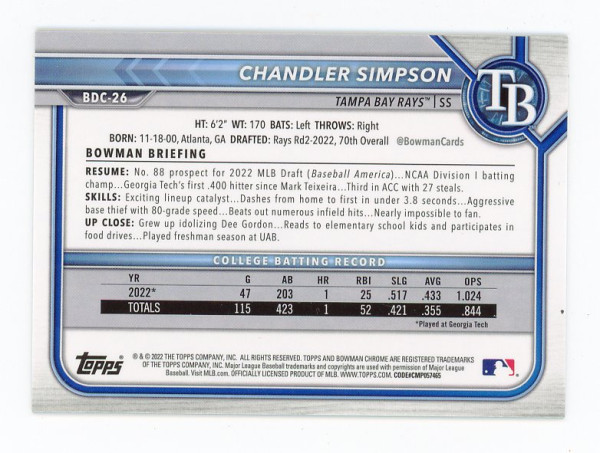 CHANDLER SIMPSON
BDC-26
TAMPA BAY RAYS™ | SS
TB
HT: 6'2" WT: 170 BATS: Left THROWS: Right
BORN: 11-18-00, Atlanta, GA DRAFTED: Rays Rd2-2022, 70th Overall @BowmanCards
BOWMAN BRIEFING
RESUME: No. 88 prospect for 2022 MLB Draft (Baseball America)...NCAA Division I batting
champ...Georgia Tech's first .400 hitter since Mark Teixeira...Third in ACC with 27 steals.
SKILLS: Exciting lineup catalyst...Dashes from home to first in under 3.8 seconds...Aggressive
base thief with 80-grade speed...Beats out numerous infield hits...Nearly impossible to fan.
UP CLOSE: Grew up idolizing Dee Gordon...Reads to elementary school kids and participates in
food drives...Played freshman season at UAB.
COLLEGE BATTING RECORD
YR G AB HR RBI SLG AVG OPS
2022* 47 203 1 25 .517 .433 1.024
TOTALS 115 423 1 52 .421 .355 .844
*Played at Georgia Tech
Topps
® & © 2022 THE TOPPS COMPANY, INC. ALL RIGHTS RESERVED. TOPPS AND BOWMAN CHROME ARE REGISTERED TRADEMARKS
OF THE TOPPS COMPANY, INC. Major League Baseball trademarks and copyrights are used with permission of Major League
Baseball. Visit MLB.com. OFFICIALLY LICENSED PRODUCT OF MLB. WWW.TOPPS.COM. CODE#CMP057465